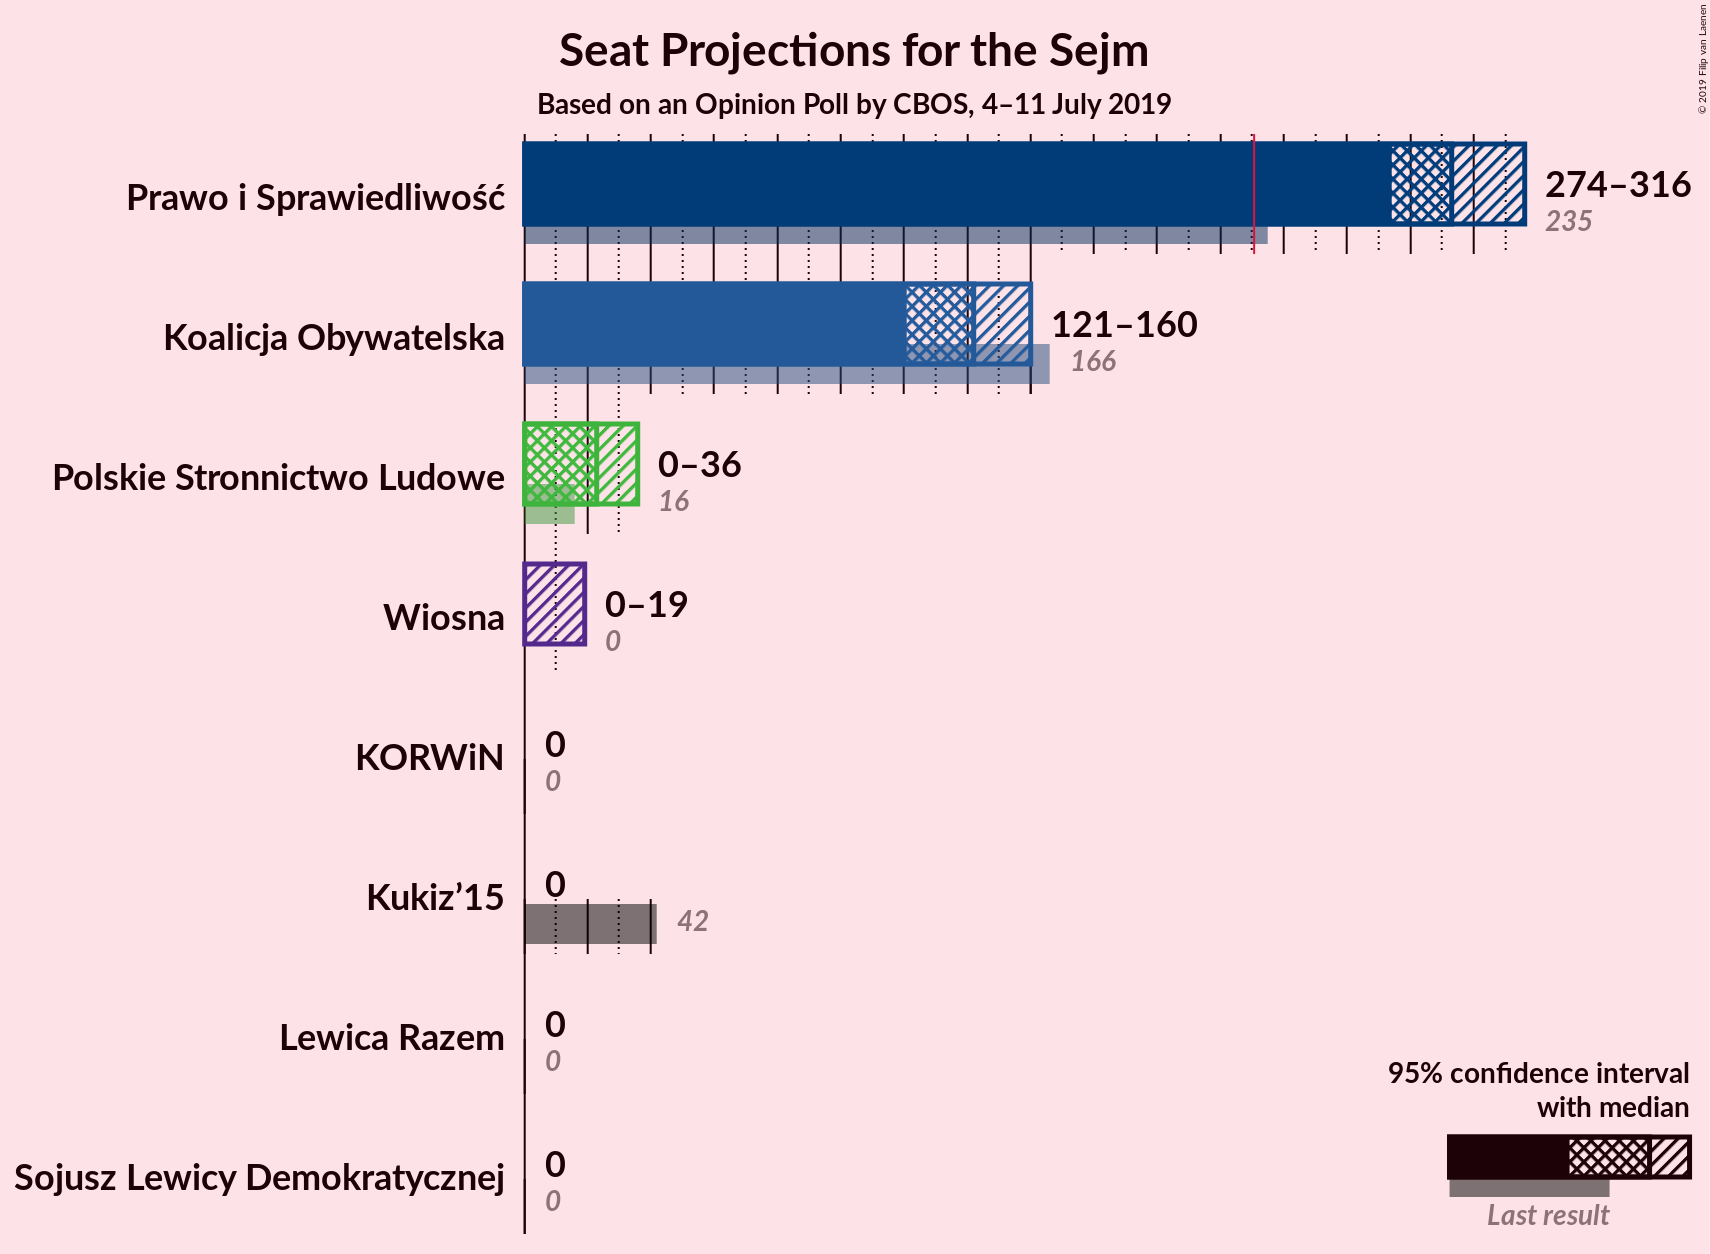 Seat Projections for the Sejm
Based on an Opinion Poll by CBOS, 4–11 July 2019
© 2019 Filip van Laenen
Prawo i Sprawiedliwość
274–316
235
Koalicja Obywatelska
121–160
166
Polskie Stronnictwo Ludowe
0–36
16
Wiosna
0–19
0
KORWiN
0
0
Kukiz’15
0
42
Lewica Razem
0
0
Sojusz Lewicy Demokratycznej
0
0
95% confidence interval
with median
Last result